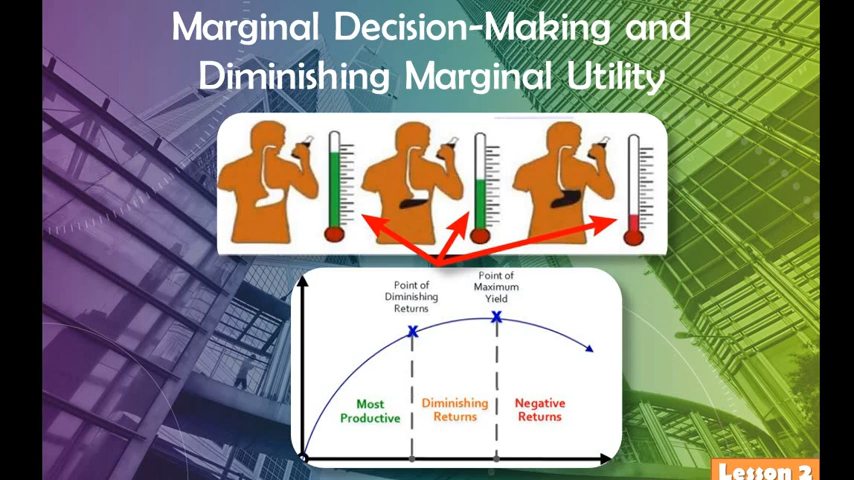 Marginal Decision-Making and
Diminishing Marginal Utility
Point of
Diminishing
Returns
Point of
Maximum
Yield
X
X
Most
Productive
Diminishing
Returns
Negative
Returns
Lesson 2